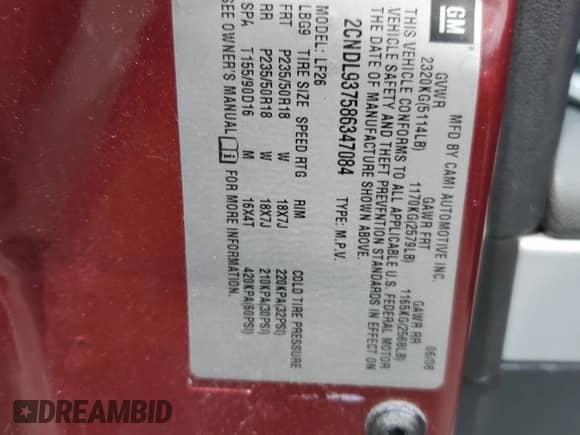 GM
MFD BY CAMI AUTOMOTIVE INC.
06/08
GVWR GAWR FRT GAWR RR
2320KG(5114LB) 1170KG(2579LB) 1165KG(2568LB)
THIS VEHICLE CONFORMS TO ALL APPLICABLE U.S. FEDERAL MOTOR
VEHICLE SAFETY AND THEFT PREVENTION STANDARDS IN EFFECT ON
THE DATE OF MANUFACTURE SHOWN ABOVE.
2CNDL937586347084 TYPE: M.P.V.
MODEL: LF26
LBG9 TIRE SIZE SPEED RTG RIM COLD TIRE PRESSURE
FRT P235/50R18 W 18X7J 220KPA(32PSI)
RR P235/50R18 W 18X7J 210KPA(30PSI)
SPA T155/90D16 M 16X4T 420KPA(60PSI)
SEE OWNER'S MANUAL FOR MORE INFORMATION.
DREAMBID